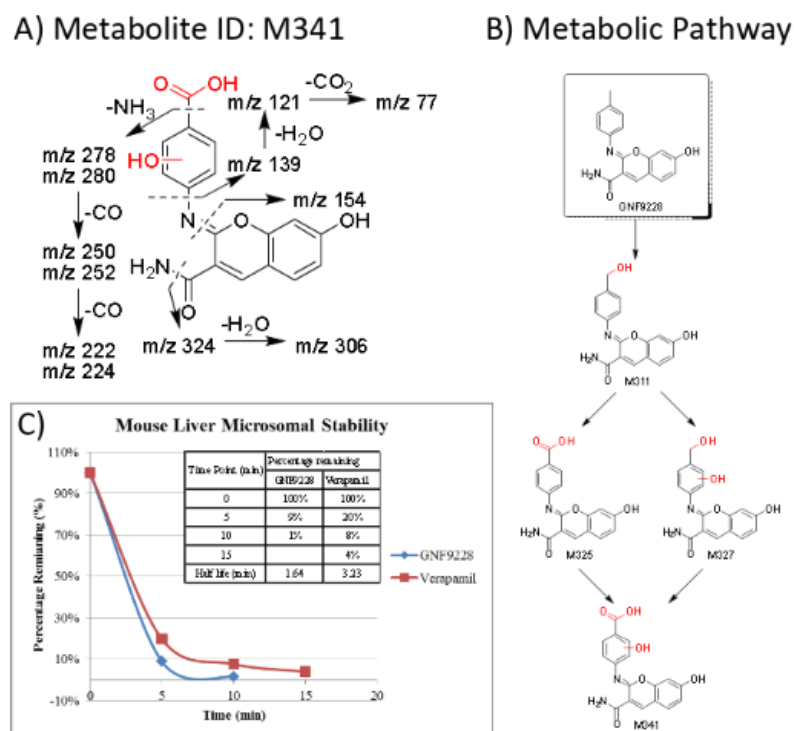 A) Metabolite ID: M341
B) Metabolic Pathway
O
OH
-NH₃
m/z 121
-CO₂
m/z 77
-H₂O
HO
m/z 139
m/z 278
m/z 280
-CO
m/z 154
N
O
OH
H₂N
O
m/z 250
m/z 252
-CO
m/z 222
m/z 224
m/z 324
-H₂O
m/z 306
N
O
OH
H₂N
O
GNF9228
OH
N
O
OH
H₂N
O
M311
O
OH
N
O
OH
H₂N
O
M325
OH
OH
N
O
OH
H₂N
O
M327
O
OH
OH
N
O
OH
H₂N
O
M341
C)
Mouse Liver Microsomal Stability
Percentage Remianing (%)
110%
90%
70%
50%
30%
10%
-10%
0
5
10
15
20
Time (min)
Time Point (min)
Percentage remaining
GNF9228
Verapamil
0
100%
100%
5
9%
20%
10
1%
8%
15
4%
Half life (min)
1.64
3.23
GNF9228
Verapamil